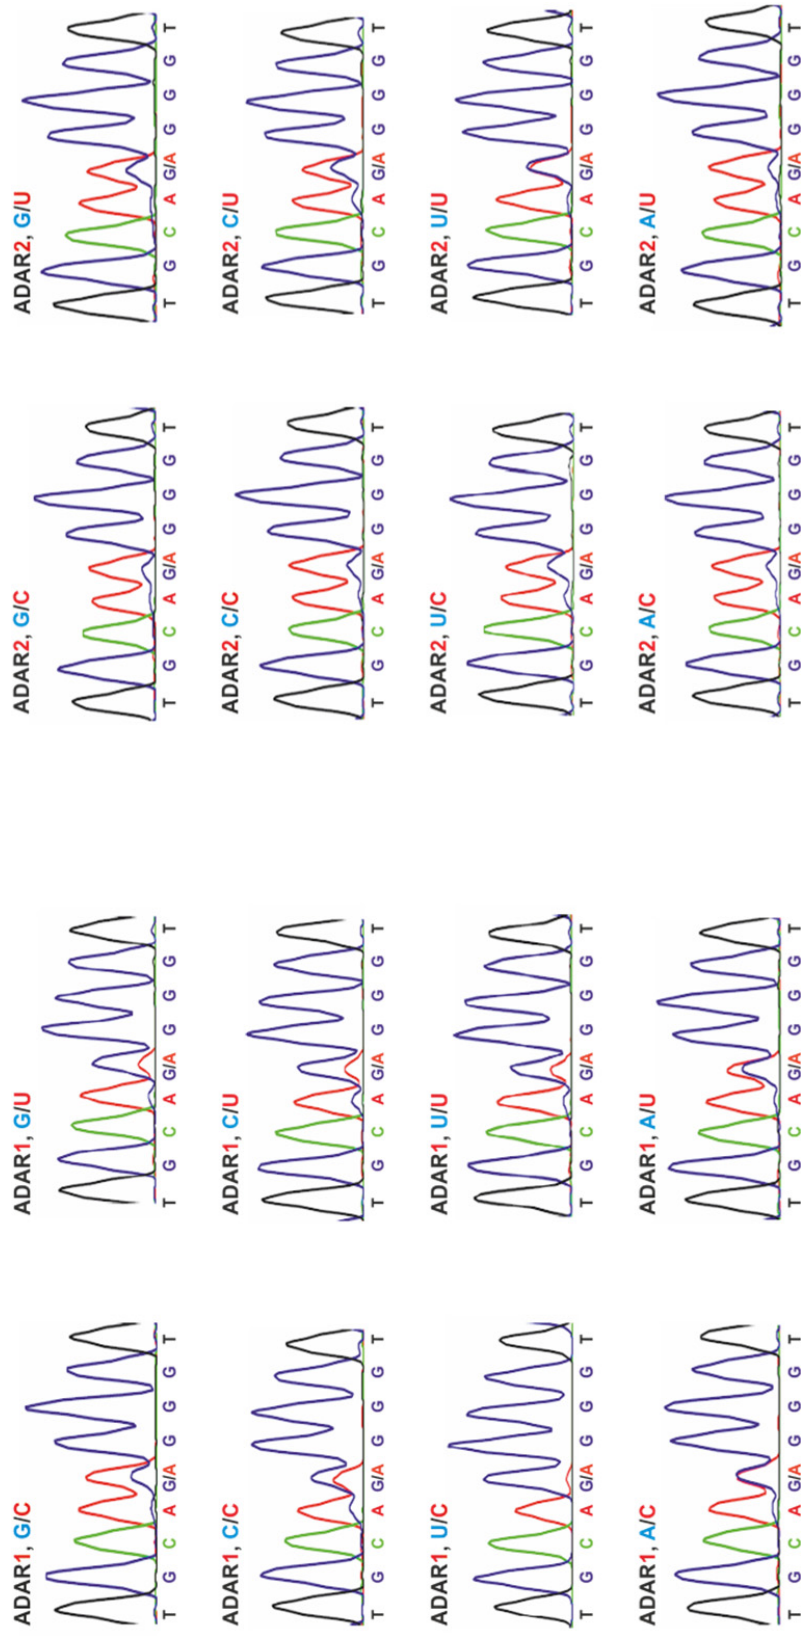 ADAR1, G/C
T G C A G/A G G G T
ADAR1, G/U
T G C A G/A G G G T
ADAR2, G/C
T G C A G/A G G G T
ADAR2, G/U
T G C A G/A G G G T
ADAR1, C/C
T G C A G/A G G G T
ADAR1, C/U
T G C A G/A G G G T
ADAR2, C/C
T G C A G/A G G G T
ADAR2, C/U
T G C A G/A G G G T
ADAR1, U/C
T G C A G/A G G G T
ADAR1, U/U
T G C A G/A G G G T
ADAR2, U/C
T G C A G/A G G G T
ADAR2, U/U
T G C A G/A G G G T
ADAR1, A/C
T G C A G/A G G G T
ADAR1, A/U
T G C A G/A G G G T
ADAR2, A/C
T G C A G/A G G G T
ADAR2, A/U
T G C A G/A G G G T